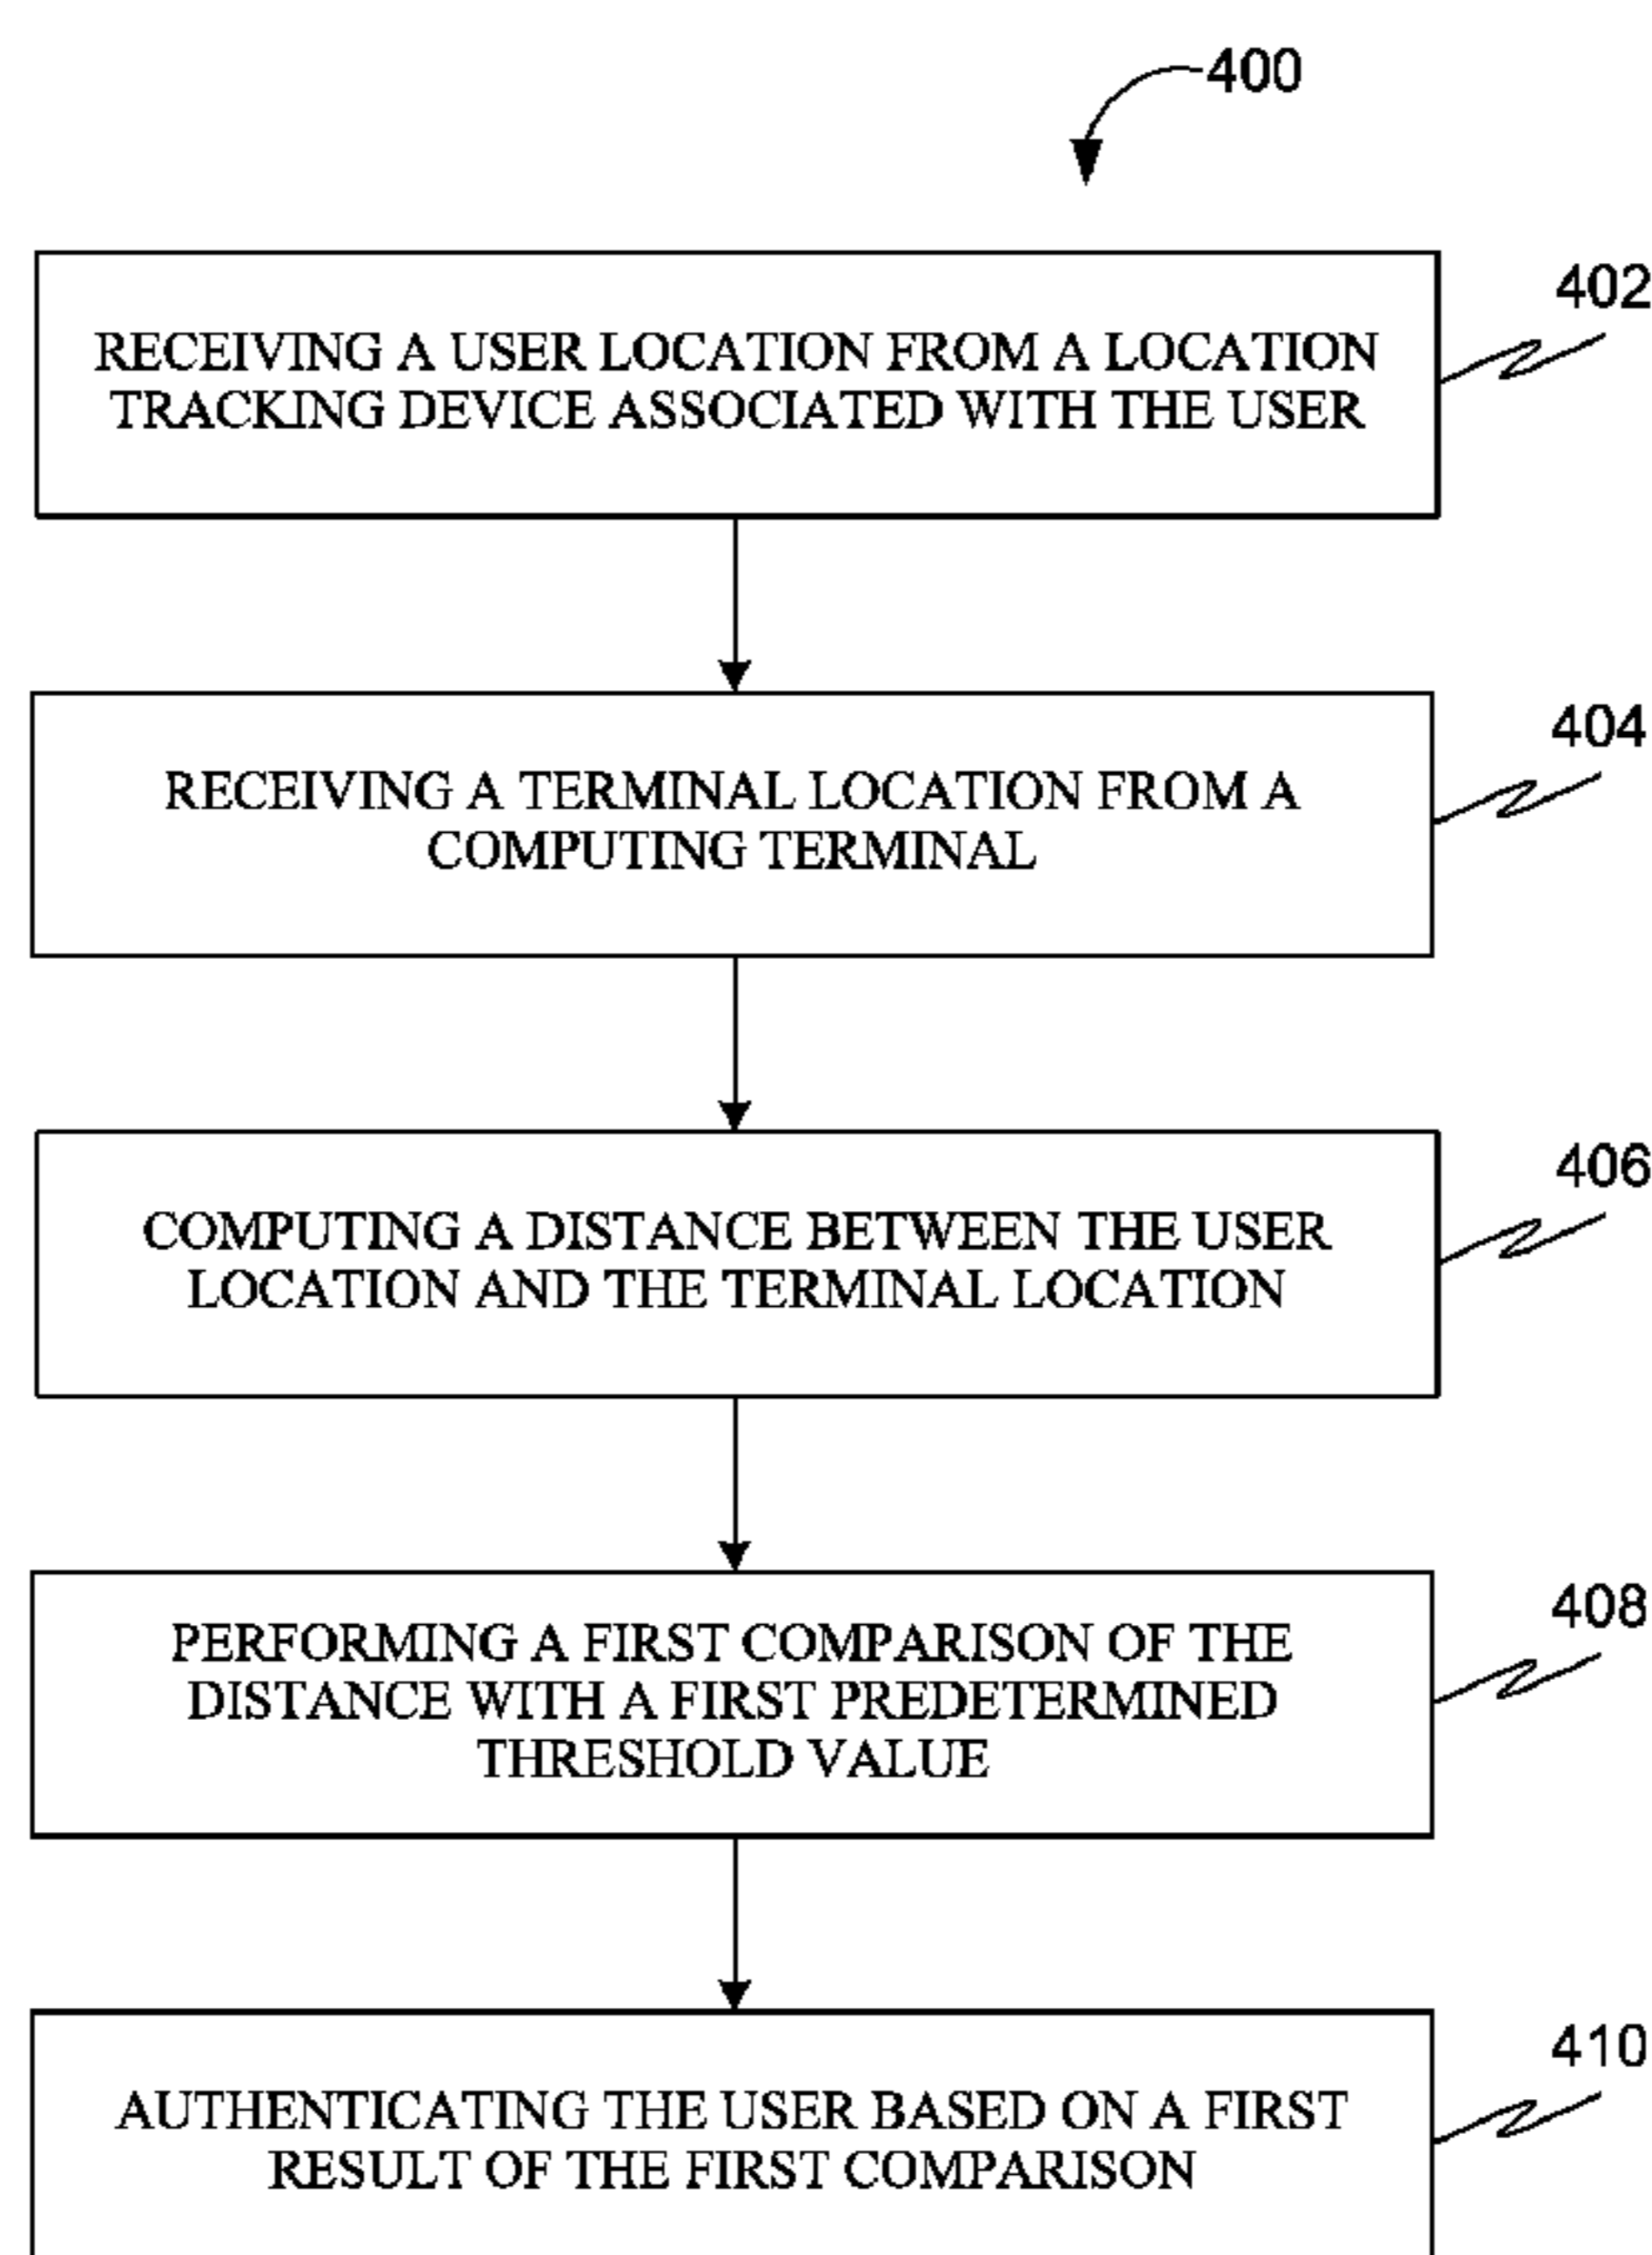 400
402
RECEIVING A USER LOCATION FROM A LOCATION
TRACKING DEVICE ASSOCIATED WITH THE USER
404
RECEIVING A TERMINAL LOCATION FROM A
COMPUTING TERMINAL
406
COMPUTING A DISTANCE BETWEEN THE USER
LOCATION AND THE TERMINAL LOCATION
408
PERFORMING A FIRST COMPARISON OF THE
DISTANCE WITH A FIRST PREDETERMINED
THRESHOLD VALUE
410
AUTHENTICATING THE USER BASED ON A FIRST
RESULT OF THE FIRST COMPARISON